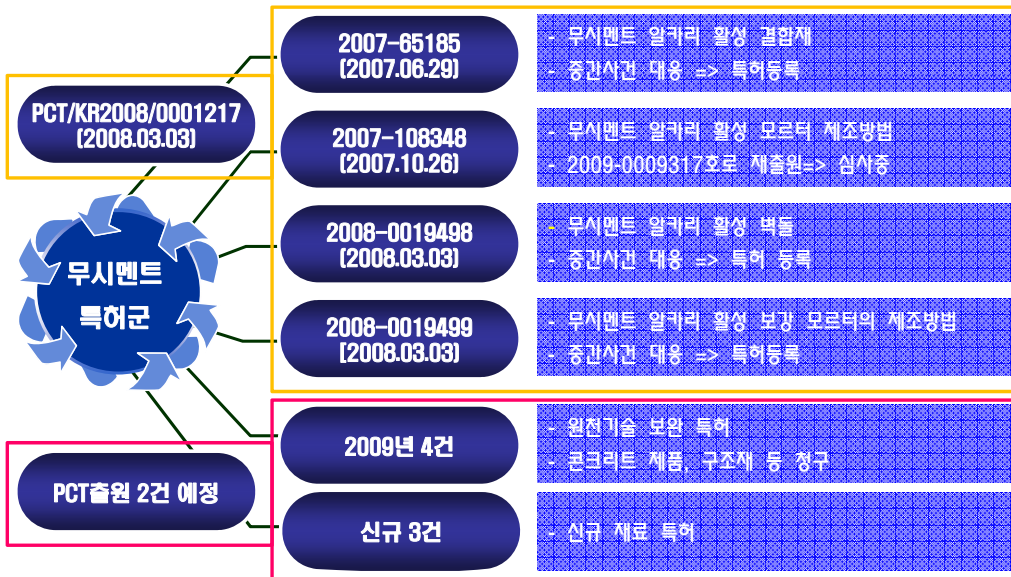 2007-65185
(2007.06.29)
- 무시멘트 알카리 활성 결합재
- 중간사건 대응 => 특허등록
PCT/KR2008/0001217
(2008.03.03)
2007-108348
(2007.10.26)
- 무시멘트 알카리 활성 모르터 제조방법
- 2009-0009317호로 재출원=> 심사중
2008-0019498
(2008.03.03)
- 무시멘트 알카리 활성 벽돌
- 중간사건 대응 => 특허 등록
무시멘트
특허군
2008-0019499
[2008.03.03)
- 무시멘트 알카리 활성 보강 모르터의 제조방법
- 중간사건 대응 => 특허등록
2009년 4건
- 원천기술 보완 특허
- 콘크리트 제품, 구조재 등 청구
PCT출원 2건 예정
신규 3건
- 신규 재료 특허